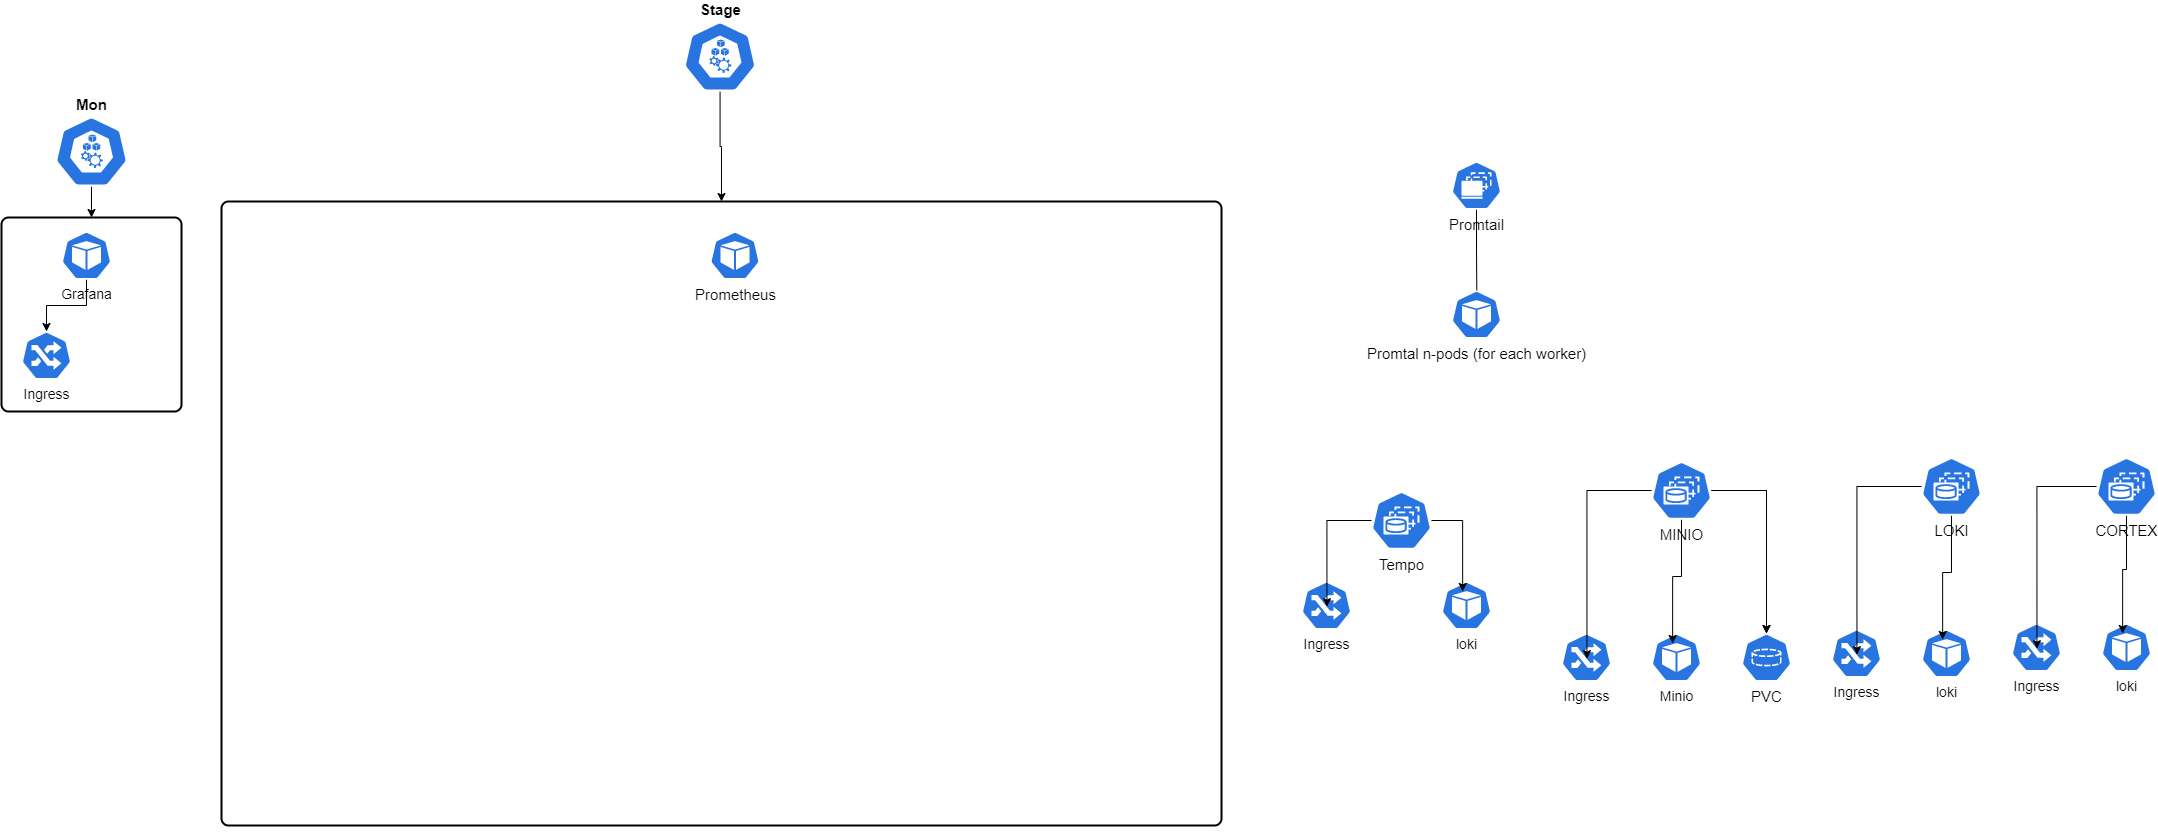 Stage
Mon
Promtail
Grafana
Prometheus
Promtal n-pods (for each worker)
Ingress
MINIO
LOKI
CORTEX
Tempo
Ingress
loki
Ingress
Minio
PVC
Ingress
loki
Ingress
loki